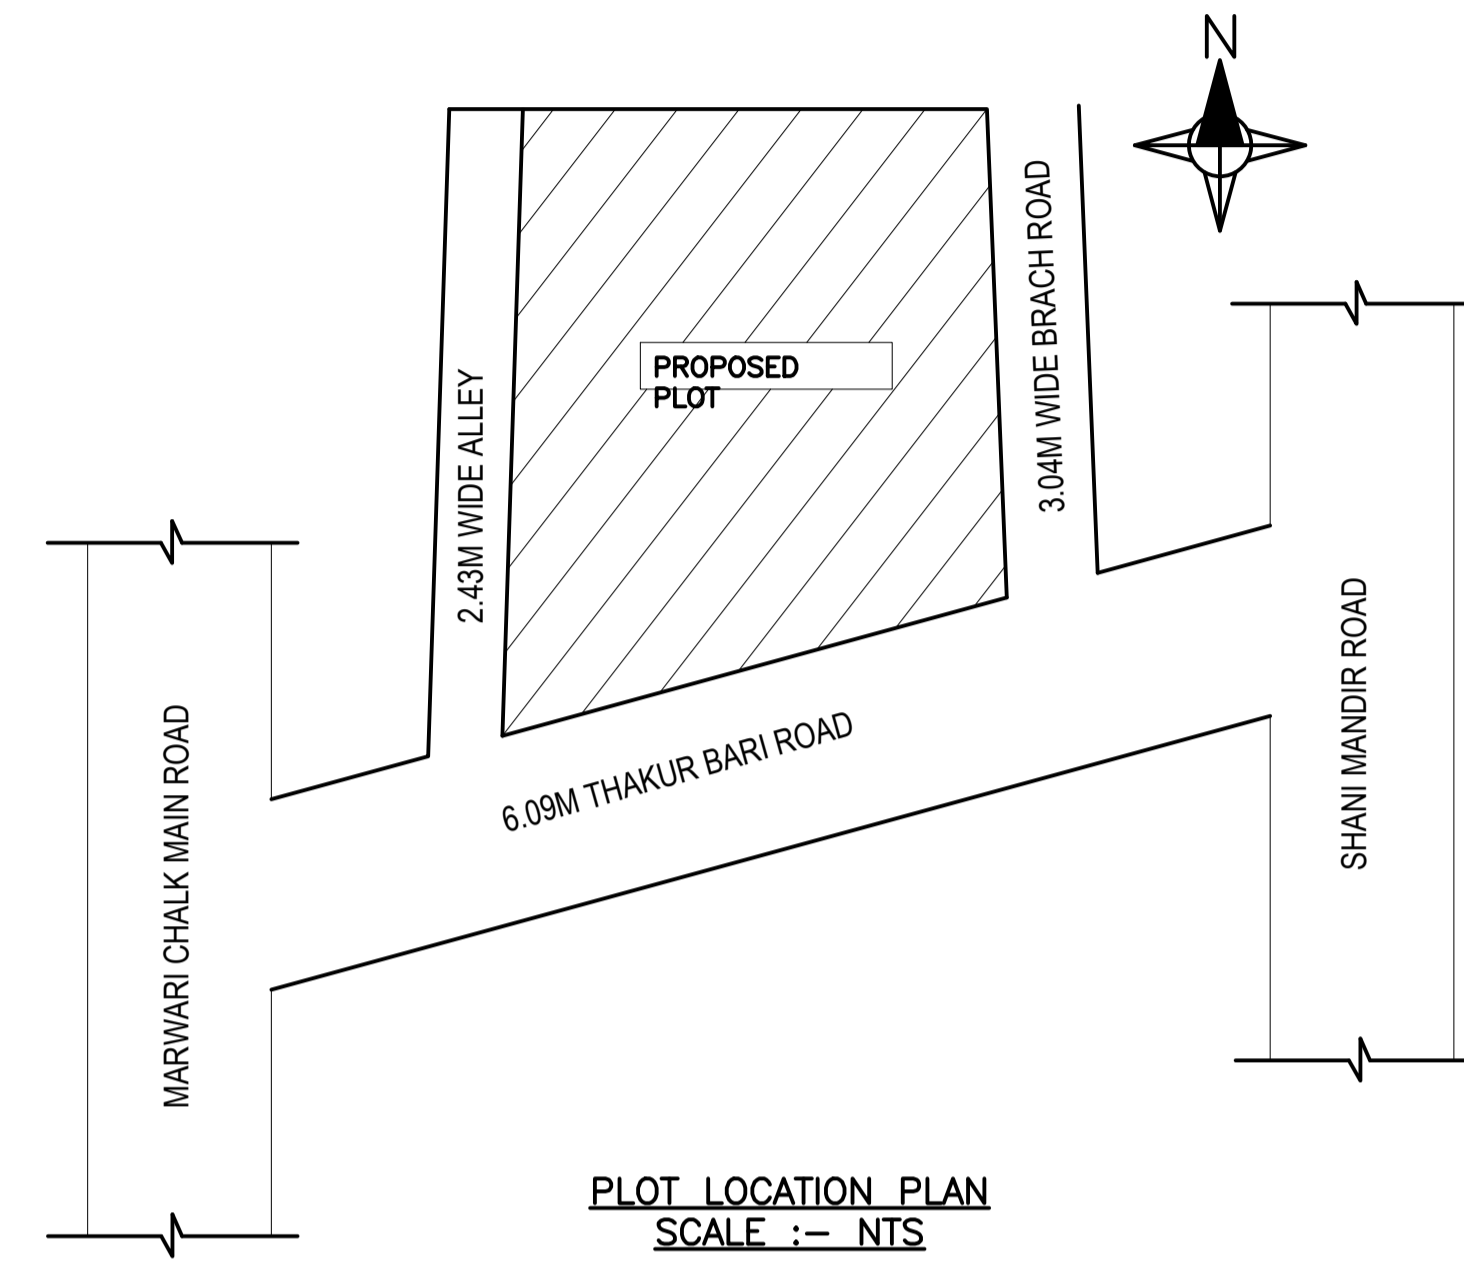 N
3.04M WIDE BRACH ROAD
PROPOSED
PLOT
2.43M WIDE ALLEY
SHANI MANDIR ROAD
6.09M THAKUR BARI ROAD
MARWARI CHALK MAIN ROAD
PLOT LOCATION PLAN
SCALE :- NTS